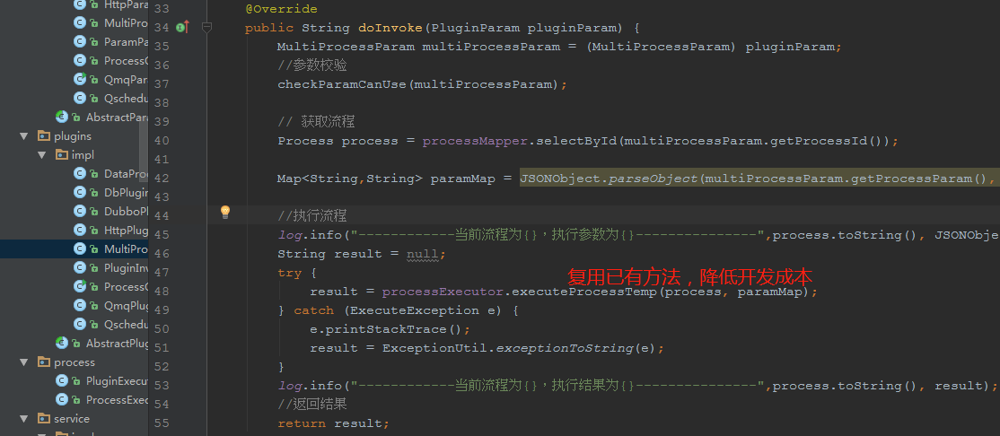 HttpPara
MultiPro
ParamPa
ProcessC
QmqPar
Qschedu
AbstractPara
plugins
impl
DataProc
DbPlugin
DubboPl
HttpPlug
MultiPro
PluginInv
ProcessC
QmqPlug
Qschedu
AbstractPlug
process
PluginExecut
ProcessExec
service
33 @Override
34 public String doInvoke(PluginParam pluginParam) {
35 MultiProcessParam multiProcessParam = (MultiProcessParam) pluginParam;
36 //参数校验
37 checkParamCanUse(multiProcessParam);
38
39 // 获取流程
40 Process process = processMapper.selectById(multiProcessParam.getProcessId());
41
42 Map<String,String> paramMap = JSONObject.parseObject(multiProcessParam.getProcessParam(),
43
44 //执行流程
45 log.info("------------当前流程为{}，执行参数为{}---------------",process.toString(), JSONObje
46 String result = null;
47 try {
复用已有方法，降低开发成本
48 result = processExecutor.executeProcessTemp(process, paramMap);
49 } catch (ExecuteException e) {
50 e.printStackTrace();
51 result = ExceptionUtil.exceptionToString(e);
52 }
53 log.info("------------当前流程为{}，执行结果为{}---------------",process.toString(), result);
54 //返回结果
55 return result;